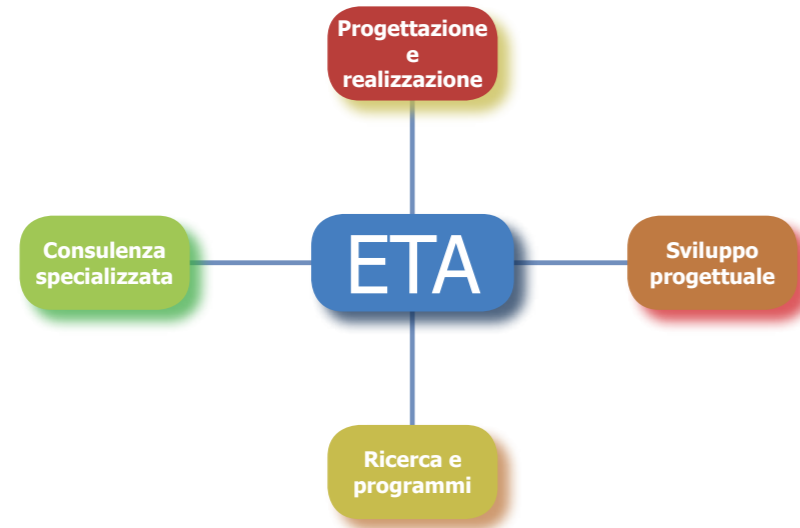 Progettazione
e
realizzazione
Consulenza
specializzata
ETA
Sviluppo
progettuale
Ricerca e
programmi